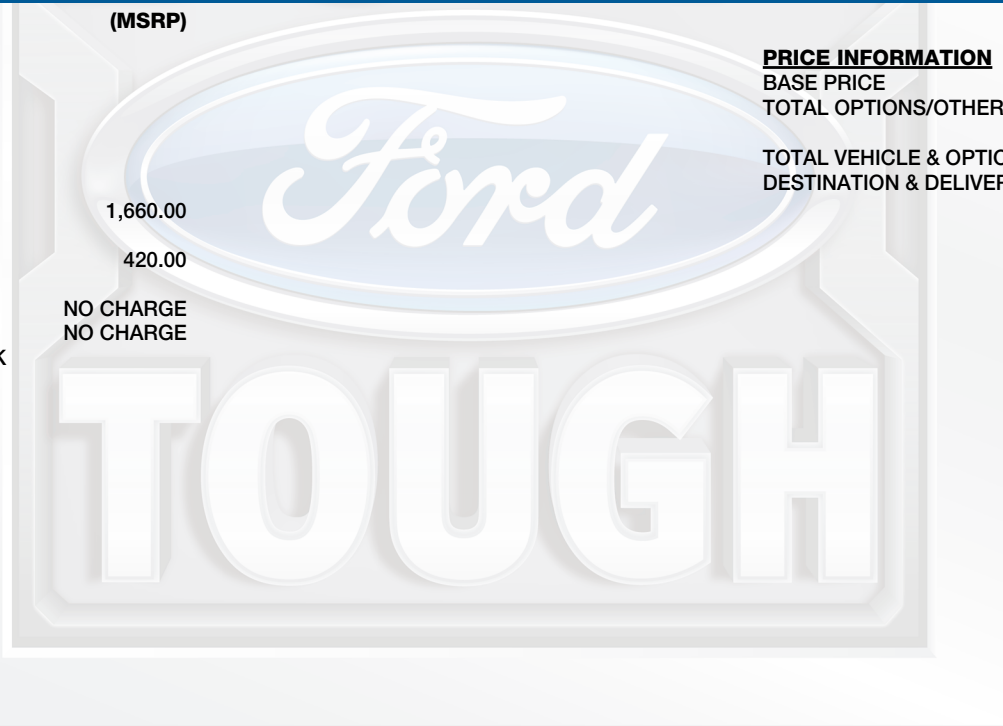 (MSRP)
1,660.00
420.00
NO CHARGE
NO CHARGE
K
PRICE INFORMATION
BASE PRICE
TOTAL OPTIONS/OTHER
TOTAL VEHICLE & OPTIO
DESTINATION & DELIVER
Ford
TOUGH